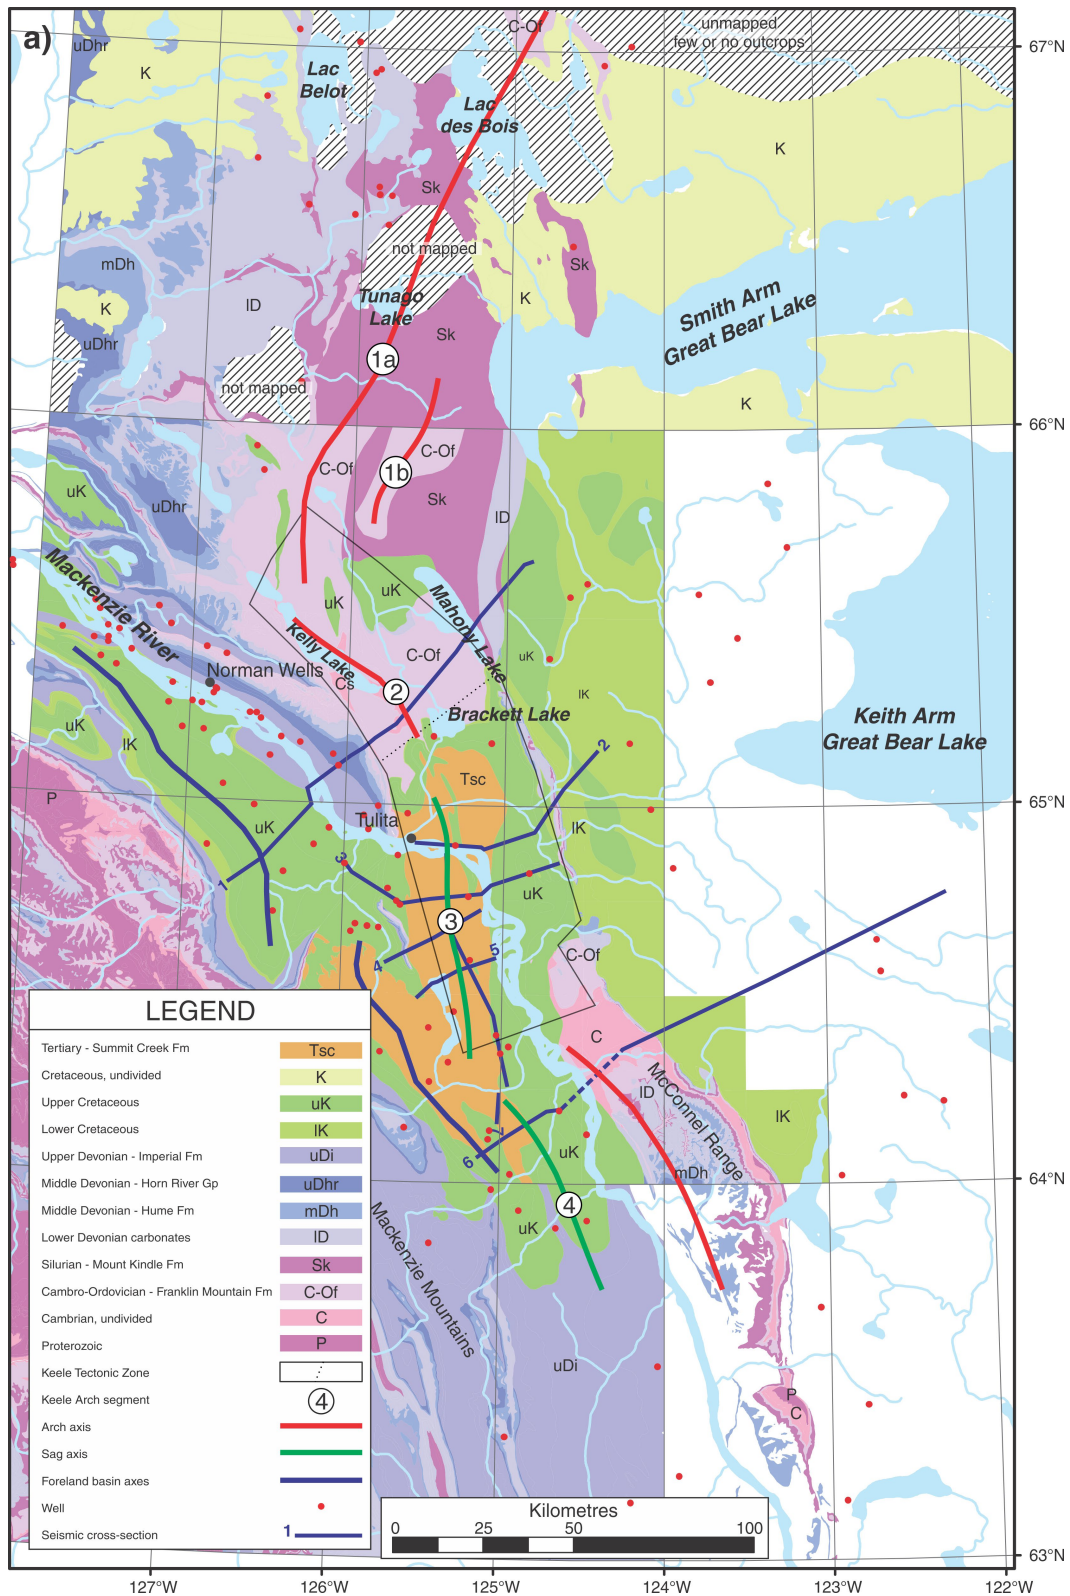 a)
uDhr
K
Lac
Belot
C-Of
unmapped
few or no outcrops
67°N
Lac
des Bois
K
Sk
not mapped
Sk
mDh
K
lD
Tunago
Lake
K
Smith Arm
Great Bear Lake
uDhr
Sk
1a
not mapped
K
66°N
C-Of
C-Of
1b
Sk
uK
uDhr
lD
Mackenzie River
uK
uK
Mahony Lake
Kelly Lake
C-Of
uK
Norman Wells
Cs
2
lK
Brackett Lake
Keith Arm
Great Bear Lake
uK
lK
2
Tsc
P
65°N
Tulita
uK
lK
3
1
uK
3
4
5
C-Of
C
McConnel Range
lD
lK
7
6
uK
mDh
64°N
4
uK
Mackenzie Mountains
uDi
P
C
LEGEND
Tertiary - Summit Creek Fm Tsc
Cretaceous, undivided K
Upper Cretaceous uK
Lower Cretaceous lK
Upper Devonian - Imperial Fm uDi
Middle Devonian - Horn River Gp uDhr
Middle Devonian - Hume Fm mDh
Lower Devonian carbonates lD
Silurian - Mount Kindle Fm Sk
Cambro-Ordovician - Franklin Mountain Fm C-Of
Cambrian, undivided C
Proterozoic P
Keele Tectonic Zone
Keele Arch segment 4
Arch axis
Sag axis
Foreland basin axes
Well
Seismic cross-section 1
Kilometres
0 25 50 100
63°N
127°W 126°W 125°W 124°W 123°W 122°W